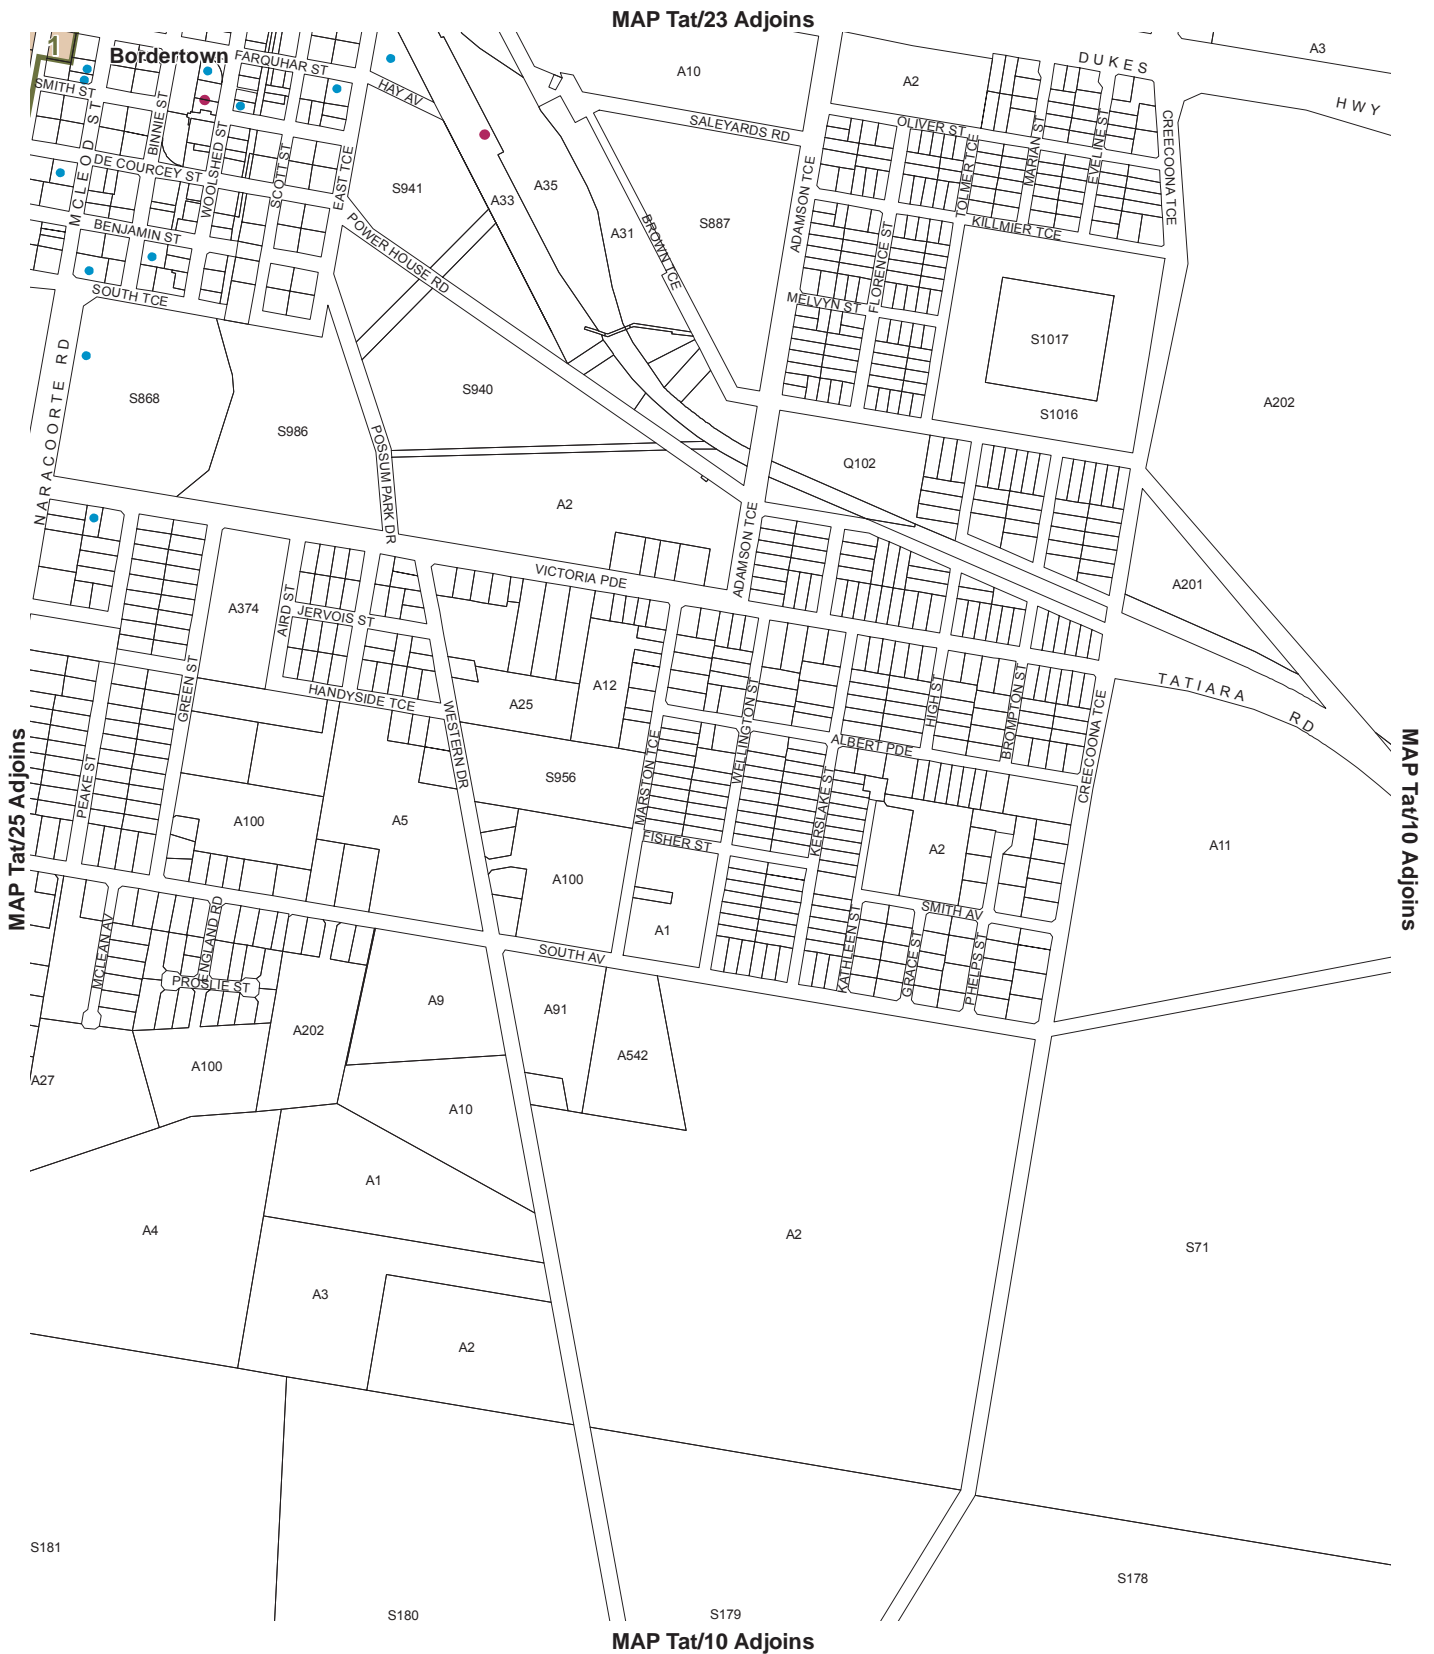 MAP Tat/23 Adjoins
1
Bordertown
FARQUHAR ST
SMITH ST
HAY AV
A10
A2
DUKES
A3
HWY
MCLEOD ST
BINNIE ST
WOOLSHED ST
SCOTT ST
EAST TCE
DE COURCEY ST
BENJAMIN ST
SOUTH TCE
SALEYARDS RD
OLIVER ST
TOLMER TCE
MARIAN ST
EVELINE ST
CREECOONA TCE
S941
A33
A35
A31
S887
BROWN TCE
ADAMSON TCE
KILLMIER TCE
FLORENCE ST
MELVYN ST
POWER HOUSE RD
NARACOORTE RD
S868
S986
S940
POSSUM PARK DR
S1017
S1016
A202
Q102
A2
ADAMSON TCE
VICTORIA PDE
A201
A374
AIRD ST
JERVOIS ST
GREEN ST
HANDYSIDE TCE
WESTERN DR
A12
A25
S956
MARSTON TCE
WELLINGTON ST
HIGH ST
BROMPTON ST
CREECOONA TCE
TATIARA
RD
ALBERT PDE
KERSLAKE ST
PEAKE ST
A100
A5
FISHER ST
A100
A1
A2
A11
MAP Tat/25 Adjoins
MAP Tat/10 Adjoins
SMITH AV
MCLEAN AV
ENGLAND RD
PROSLIE ST
SOUTH AV
KATHLEEN ST
GRACE ST
PHELPS ST
A9
A91
A202
A542
A100
A27
A10
A1
A4
A2
S71
A3
A2
S181
S180
S179
S178
MAP Tat/10 Adjoins